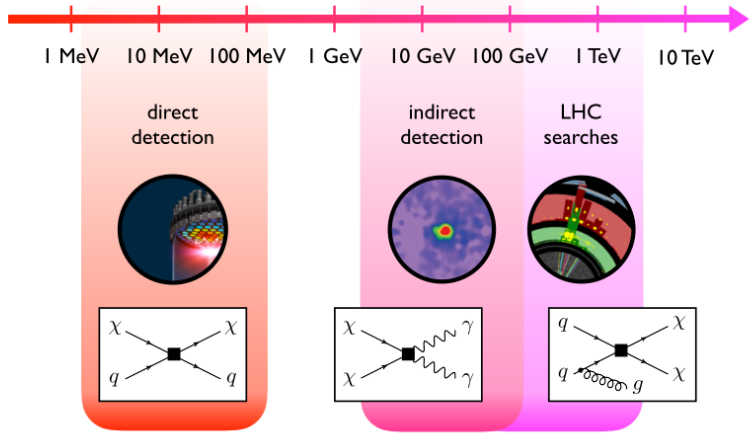 1 MeV 10 MeV 100 MeV 1 GeV 10 GeV 100 GeV 1 TeV 10 TeV
direct
detection
indirect
detection
LHC
searches
χ χ
q q
χ γ
χ γ
q χ
q g χ